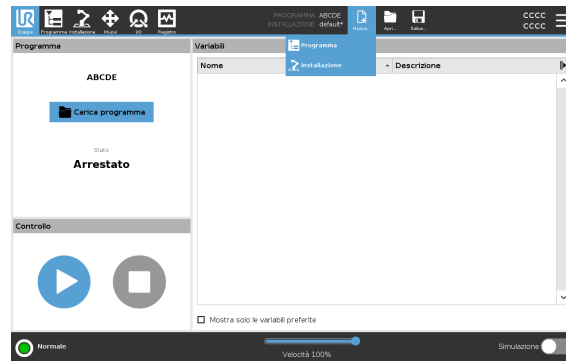 UR
Esegui
Programma
Installazione
Muovi
I/O
Registro
PROGRAMMA ABCDE
INSTALLAZIONE default*
Nuovo...
Apri...
Salva...
CCCC
CCCC
Programma
Installazione
Programma
ABCDE
Carica programma
Stato
Arrestato
Controllo
Variabili
Nome
Descrizione
Mostra solo le variabili preferite
Normale
Velocità 100%
Simulazione